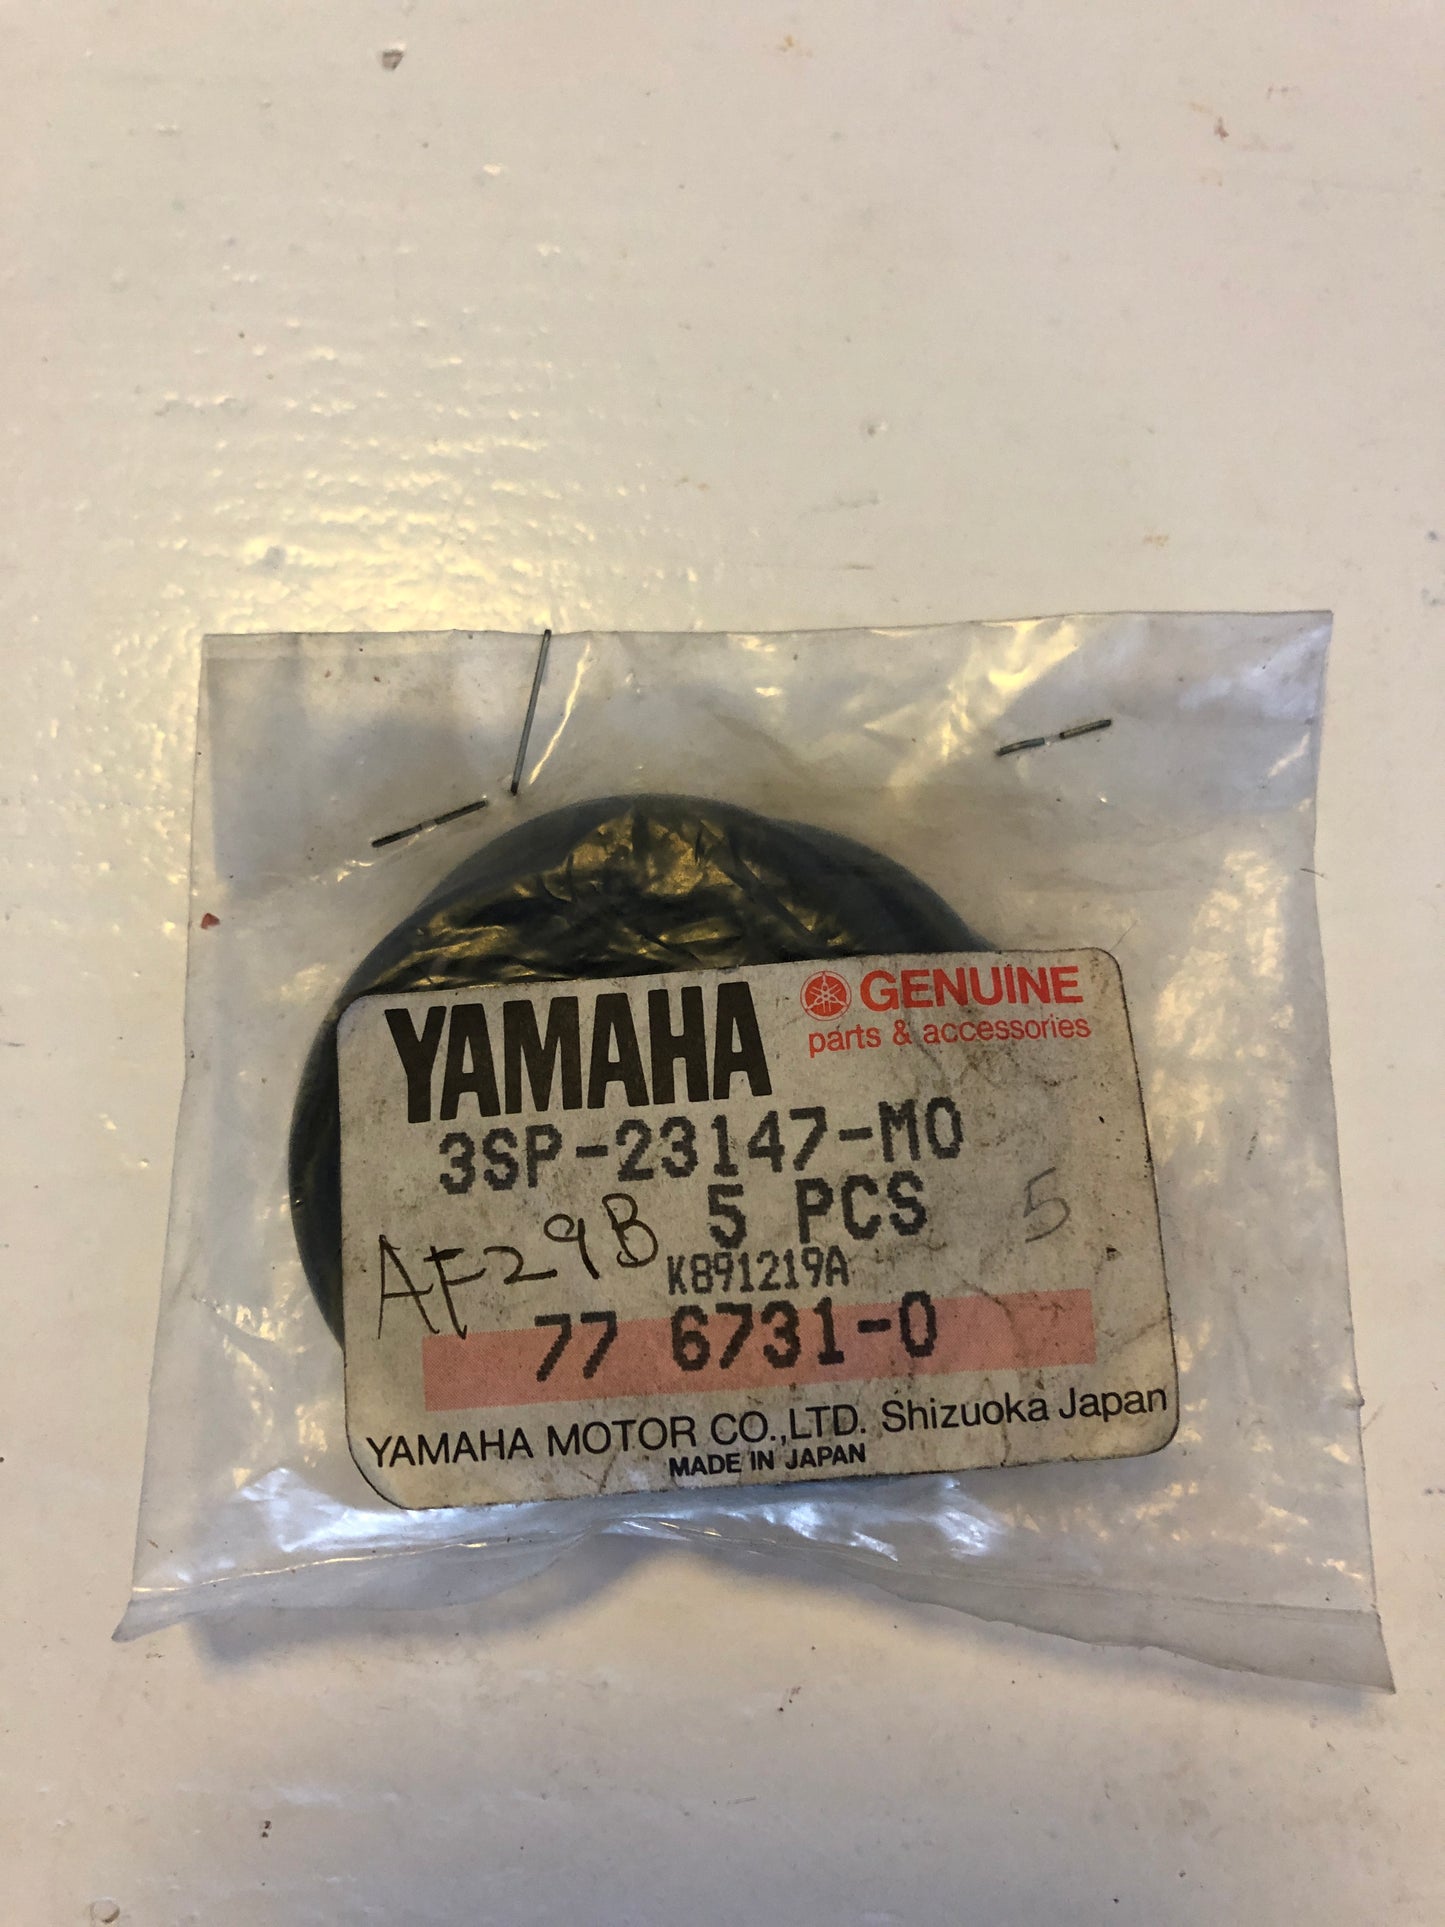 YAMAHA
GENUINE
parts & accessories
3SP-23147-M0
5 PCS
5
AF29B
K891219A
77 6731-0
YAMAHA MOTOR CO.,LTD. Shizuoka Japan
MADE IN JAPAN